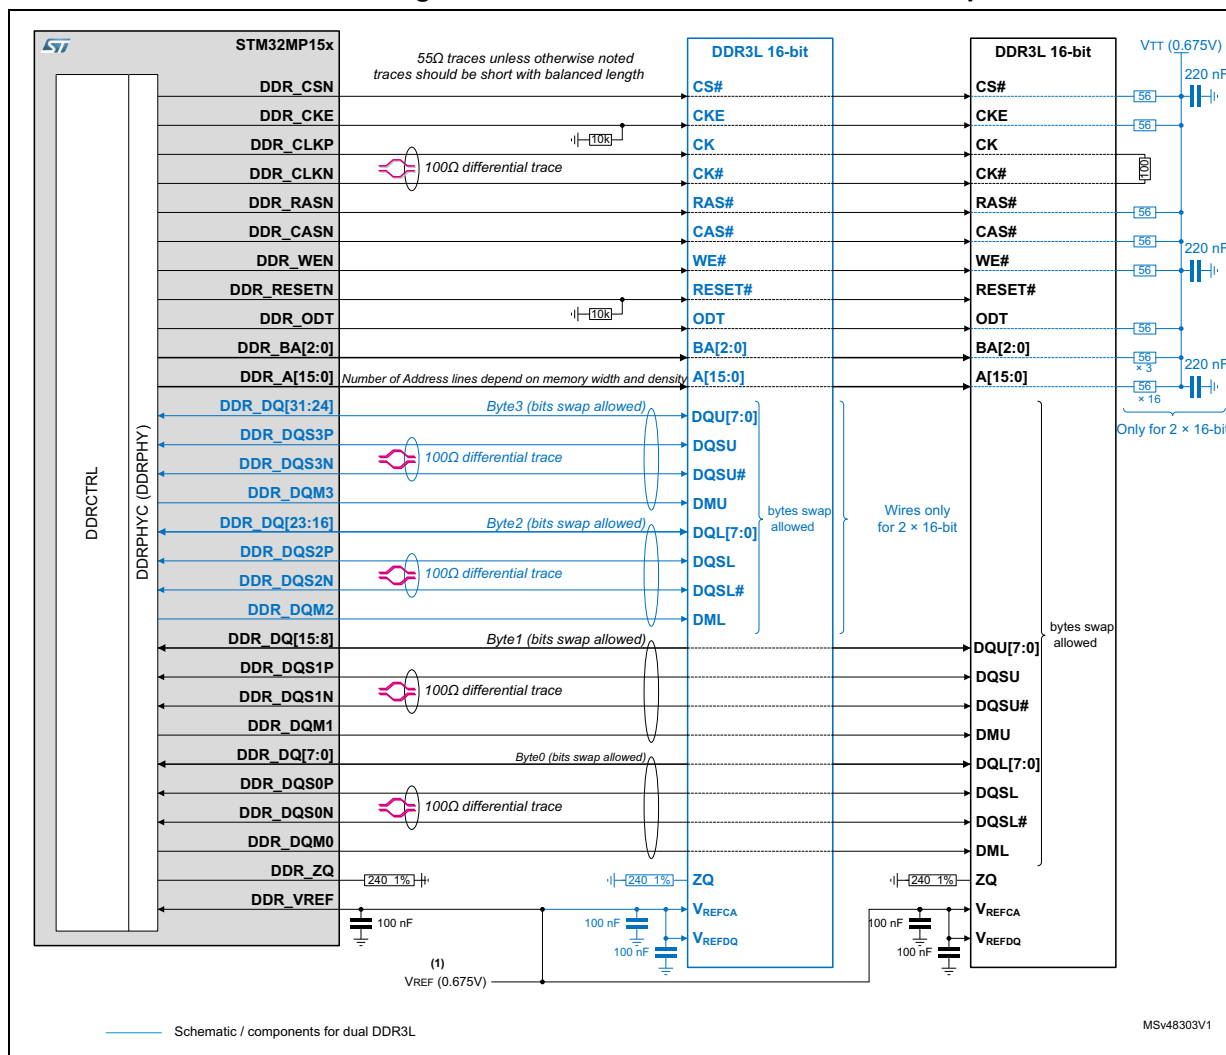 STM32MP15x
DDR3L 16-bit
DDR3L 16-bit
VTT (0.675V)
55Ω traces unless otherwise noted
traces should be short with balanced length
220 nF
DDR_CSN
CS#
CS#
56
DDR_CKE
10k
CKE
CKE
56
DDR_CLKP
CK
CK
100Ω differential trace
100
DDR_CLKN
CK#
CK#
DDR_RASN
RAS#
RAS#
56
DDR_CASN
CAS#
CAS#
56
DDR_WEN
WE#
WE#
56
220 nF
DDR_RESETN
10k
RESET#
RESET#
DDR_ODT
ODT
ODT
56
DDR_BA[2:0]
BA[2:0]
BA[2:0]
56
× 3
220 nF
DDR_A[15:0]
Number of Address lines depend on memory width and density
A[15:0]
A[15:0]
56
× 16
Only for 2 × 16-bit
DDR_DQ[31:24]
Byte3 (bits swap allowed)
DQU[7:0]
DDR_DQS3P
DQSU
100Ω differential trace
DDR_DQS3N
DQSU#
DDR_DQM3
DMU
DDR_DQ[23:16]
Byte2 (bits swap allowed)
DQL[7:0]
bytes swap
allowed
Wires only
for 2 × 16-bit
DDR_DQS2P
DQSL
100Ω differential trace
DDR_DQS2N
DQSL#
DDR_DQM2
DML
DDR_DQ[15:8]
Byte1 (bits swap allowed)
DQU[7:0]
bytes swap
allowed
DDR_DQS1P
DQSU
100Ω differential trace
DDR_DQS1N
DQSU#
DDR_DQM1
DMU
DDR_DQ[7:0]
Byte0 (bits swap allowed)
DQL[7:0]
DDR_DQS0P
DQSL
100Ω differential trace
DDR_DQS0N
DQSL#
DDR_DQM0
DML
DDR_ZQ
240 1%
240 1%
ZQ
240 1%
ZQ
DDR_VREF
100 nF
100 nF
VREFCA
100 nF
VREFCA
100 nF
VREFDQ
100 nF
VREFDQ
(1)
VREF (0.675V)
DDRCTRL
DDRPHYC (DDRPHY)
Schematic / components for dual DDR3L
MSv48303V1